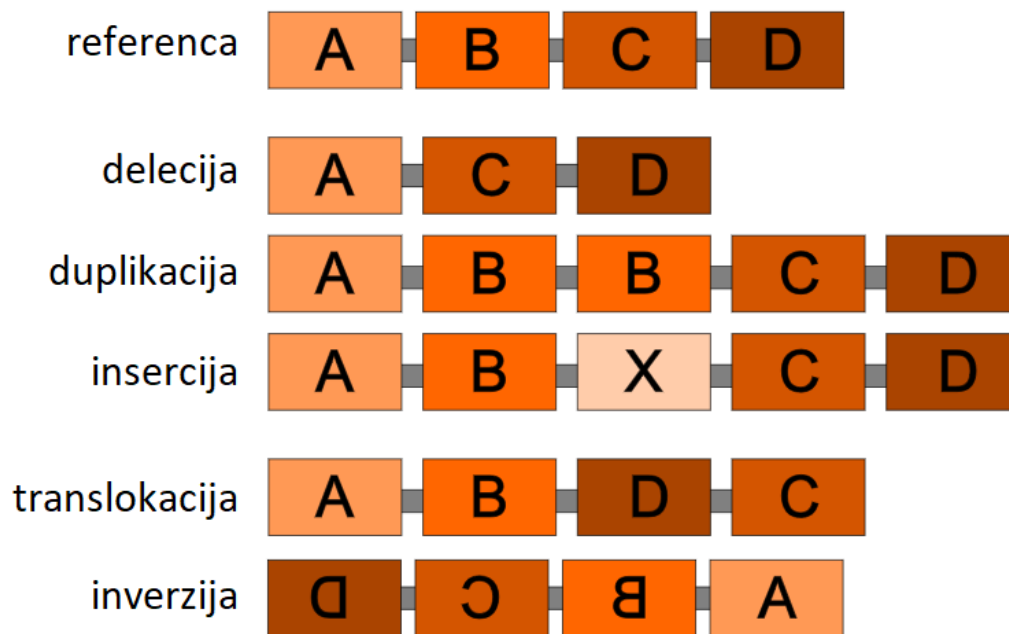 referenca A B C D
delecija A C D
duplikacija A B B C D
insercija A B X C D
translokacija A B D C
inverzija D C B A